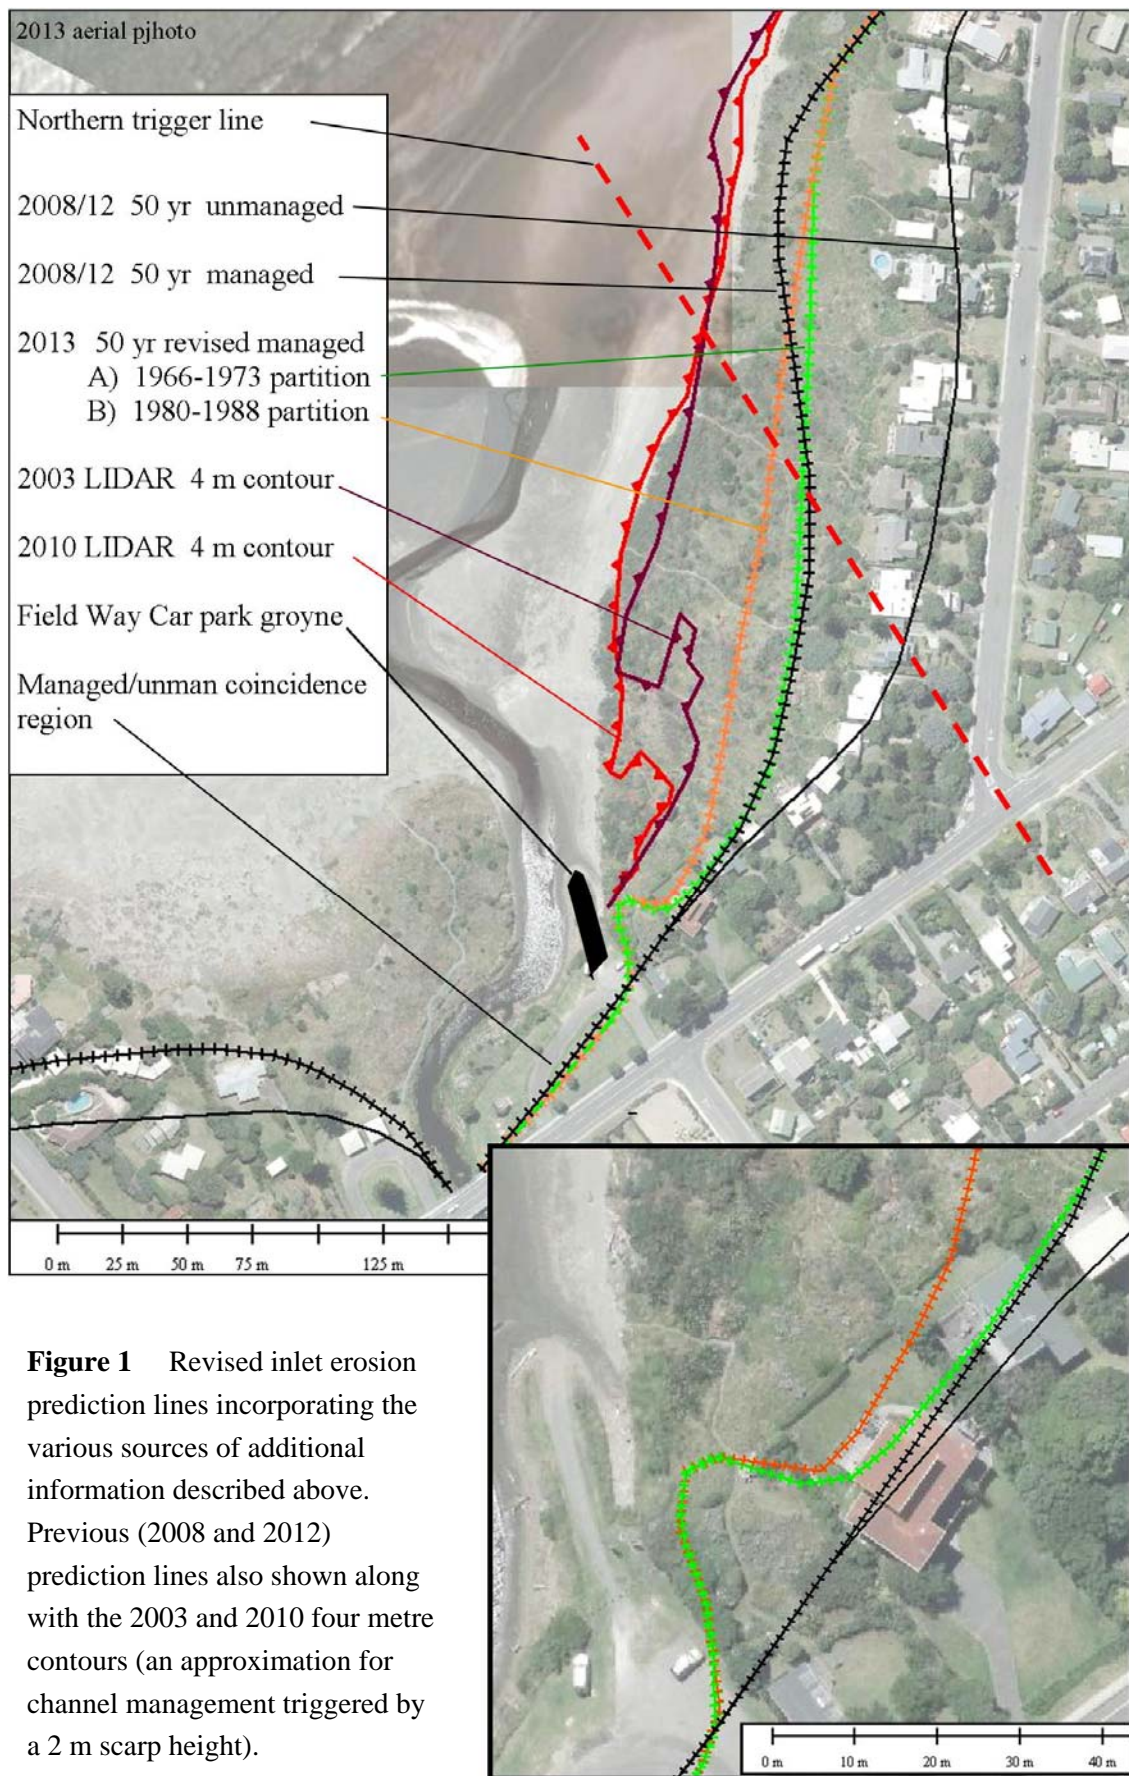 2013 aerial pjhoto
Northern trigger line
2008/12 50 yr unmanaged
2008/12 50 yr managed
2013 50 yr revised managed
A) 1966-1973 partition
B) 1980-1988 partition
2003 LIDAR 4 m contour
2010 LIDAR 4 m contour
Field Way Car park groyne
Managed/unman coincidence
region
0 m 25 m 50 m 75 m 125 m
Figure 1 Revised inlet erosion
prediction lines incorporating the
various sources of additional
information described above.
Previous (2008 and 2012)
prediction lines also shown along
with the 2003 and 2010 four metre
contours (an approximation for
channel management triggered by
a 2 m scarp height).
0 m 10 m 20 m 30 m 40 m